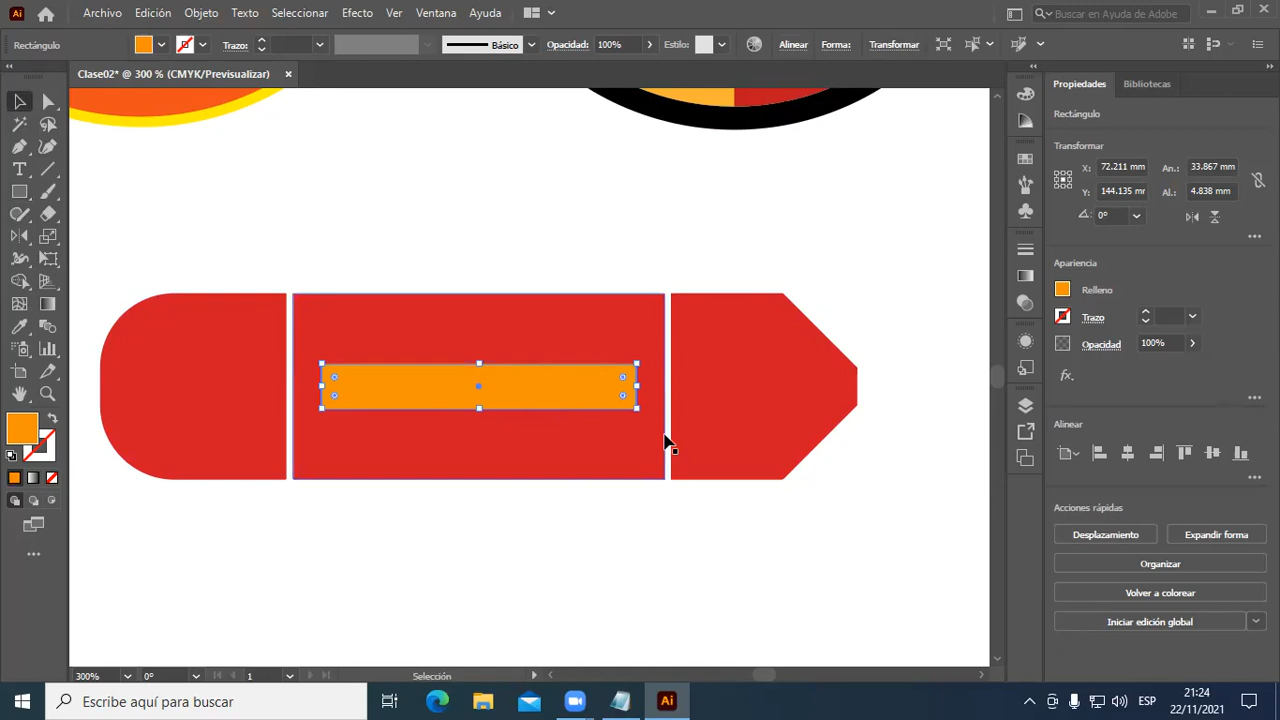 Ai Archivo Edición Objeto Texto Seleccionar Efecto Ver Ventana Ayuda Buscar en Ayuda de Adobe
Rectángulo Trazo: Básico Opacidad: 100% Estilo: Alinear Forma: Transformar
Clase02* @ 300 % (CMYK/Previsualizar)
Propiedades Bibliotecas
Rectángulo
Transformar
X: 72.211 mm An.: 33.867 mm
Y: 144.135 mm Al.: 4.838 mm
0°
Apariencia
Relleno
Trazo
Opacidad 100%
fx.
Alinear
Acciones rápidas
Desplazamiento Expandir forma
Organizar
Volver a colorear
Iniciar edición global
300% 0° 1 Selección
Escribe aquí para buscar
Ai
ESP
21:24
22/11/2021